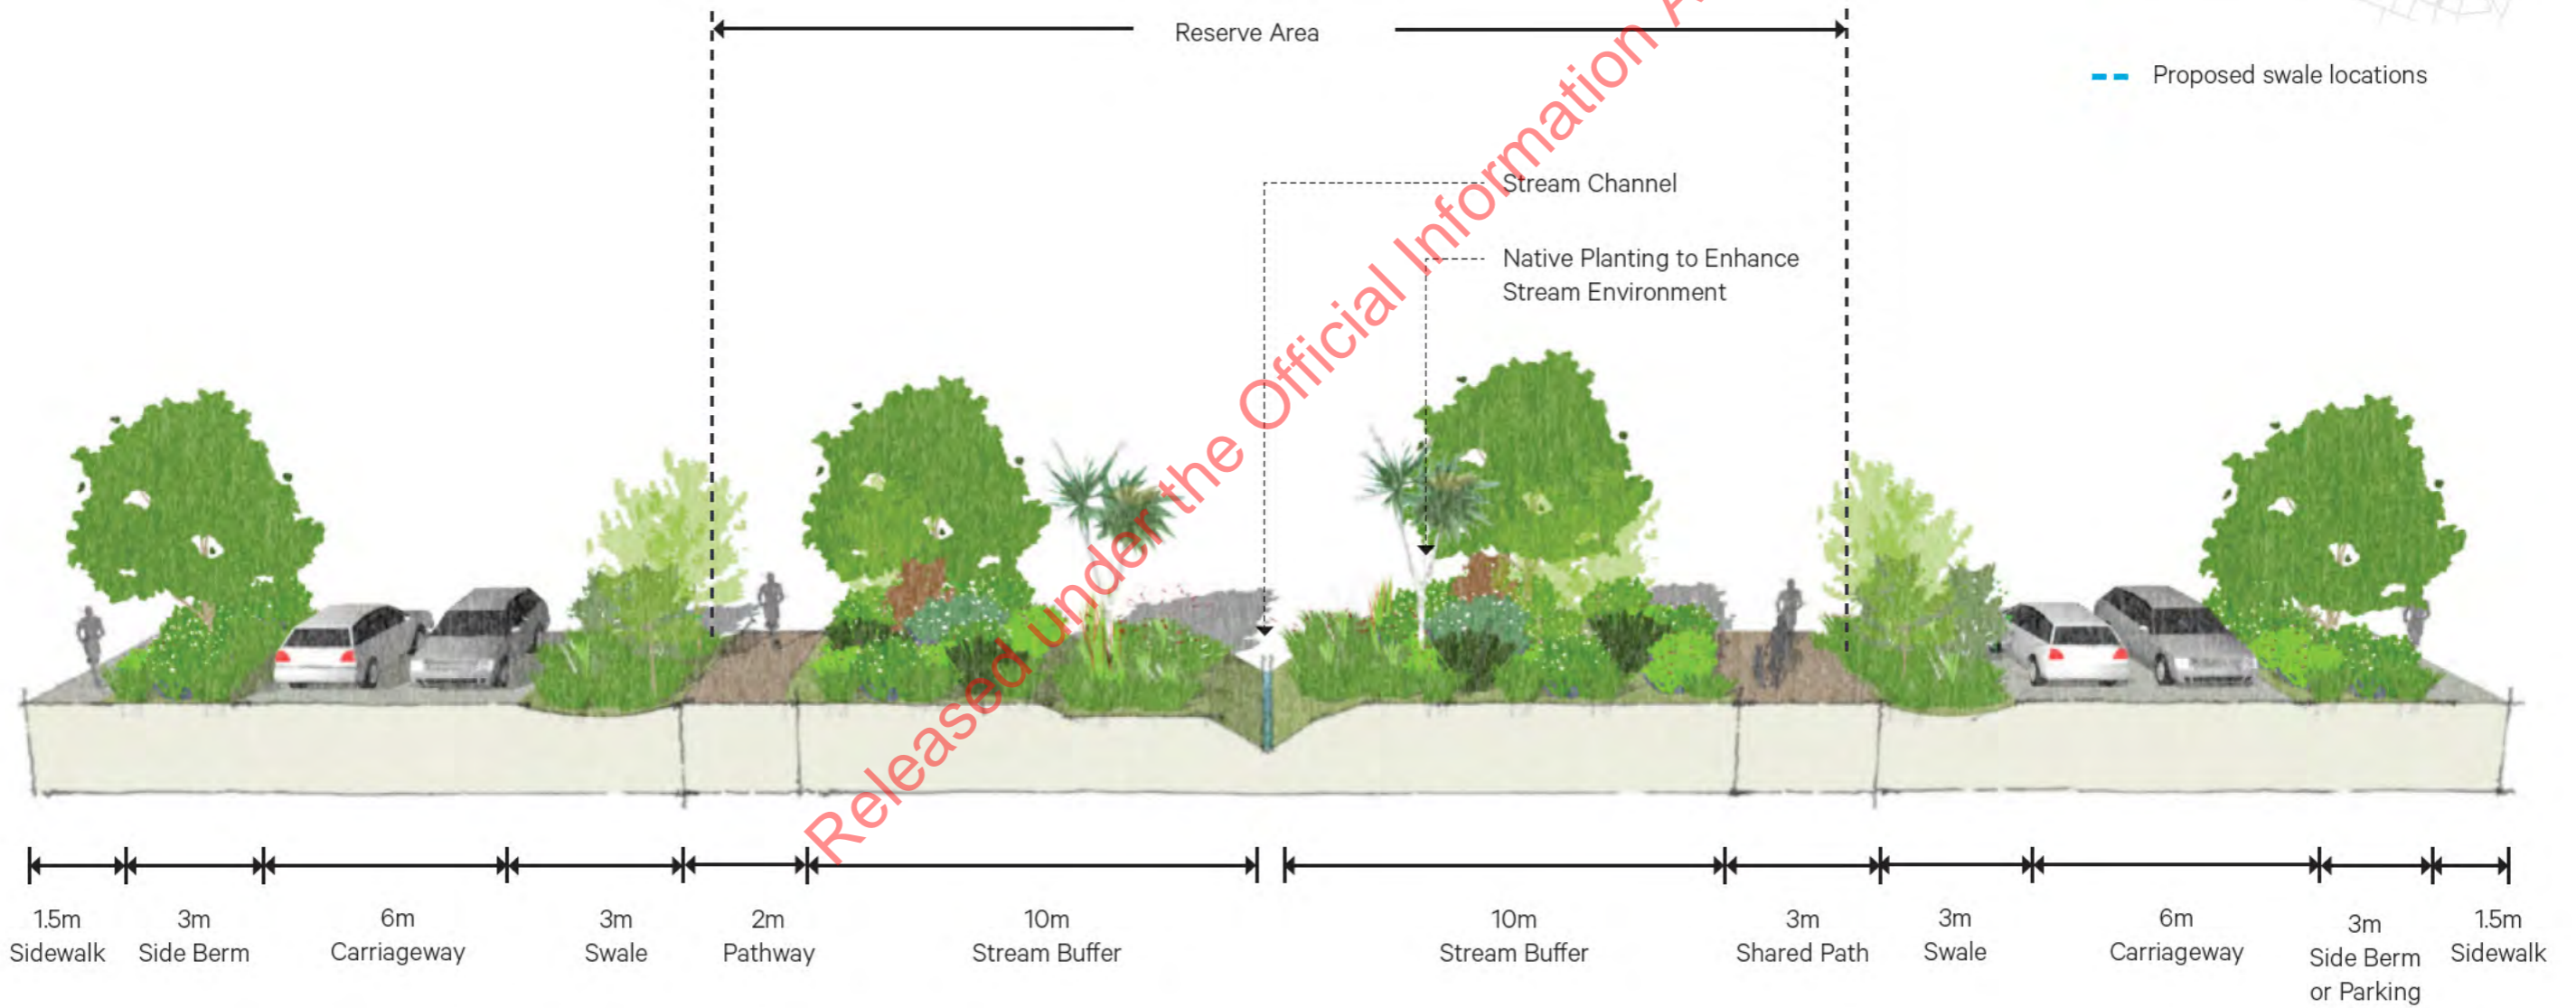 Reserve Area
Proposed swale locations
Stream Channel
Native Planting to Enhance
Stream Environment
Released under the Official Information A
1.5m
Sidewalk
3m
Side Berm
6m
Carriageway
3m
Swale
2m
Pathway
10m
Stream Buffer
10m
Stream Buffer
3m
Shared Path
3m
Swale
6m
Carriageway
3m
Side Berm
or Parking
1.5m
Sidewalk